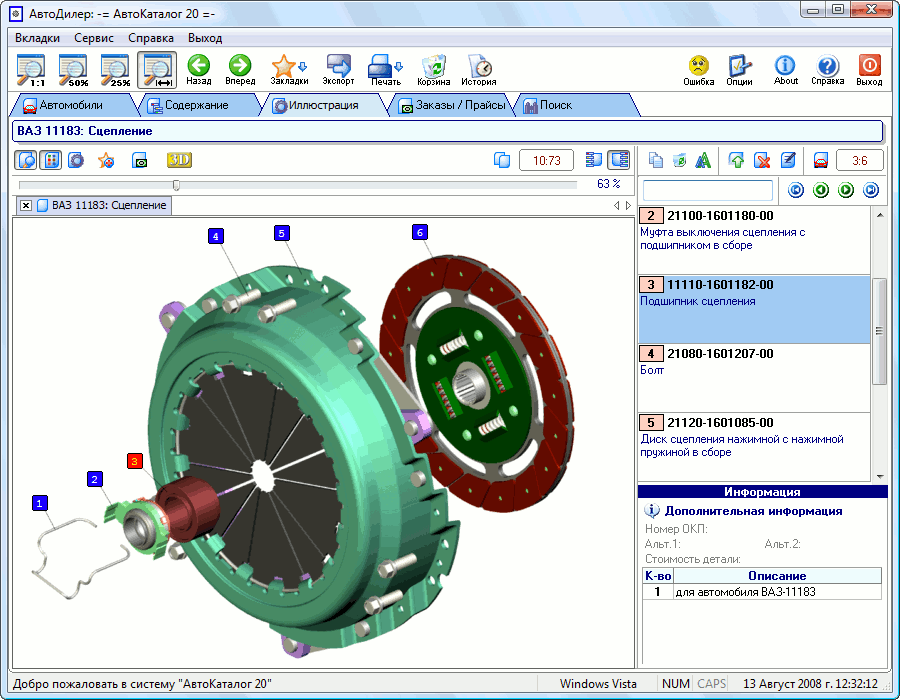 АвтоДилер: -= АвтоКаталог 20 =-
Вкладки Сервис Справка Выход
1:1 50% 25% Назад Вперед Закладки Экспорт Печать Корзина История Ошибка Опции About Справка Выход
Автомобили Содержание Иллюстрация Заказы / Прайсы Поиск
ВАЗ 11183: Сцепление
3D 10:73 3:6
63 %
ВАЗ 11183: Сцепление
4
5
6
3
2
1
2 21100-1601180-00
Муфта выключения сцепления с
подшипником в сборе
3 11110-1601182-00
Подшипник сцепления
4 21080-1601207-00
Болт
5 21120-1601085-00
Диск сцепления нажимной с нажимной
пружиной в сборе
Информация
Дополнительная информация
Номер ОКП:
Альт.1: Альт.2:
Стоимость детали:
К-во Описание
1 для автомобиля ВАЗ-11183
Добро пожаловать в систему "АвтоКаталог 20" Windows Vista NUM CAPS 13 Август 2008 г. 12:32:12